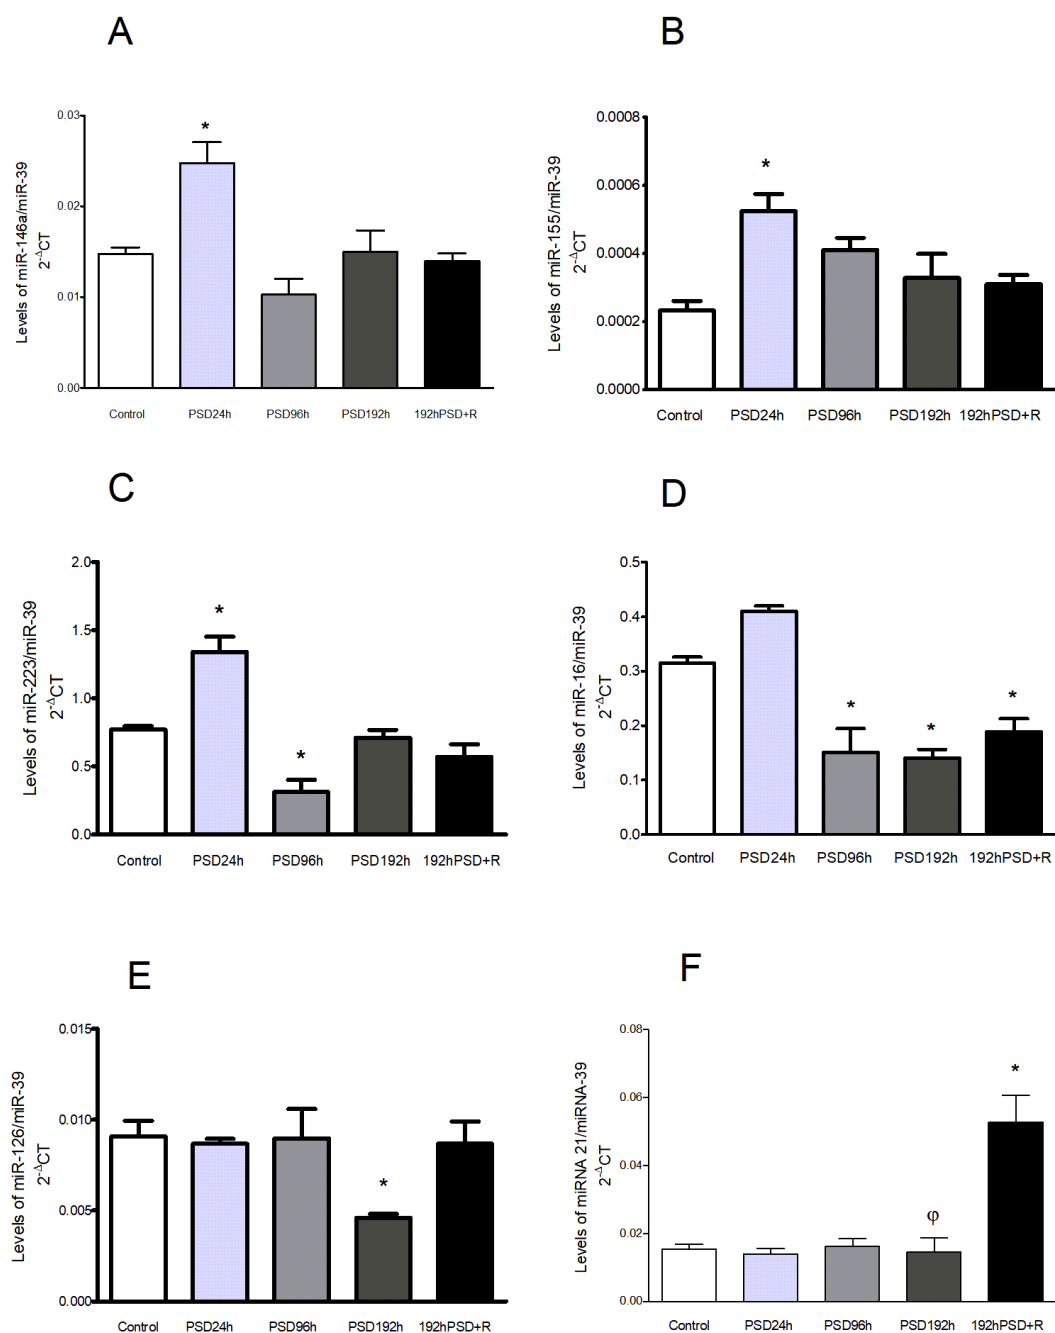 A
Levels of miR-146a/miR-39
2-ΔCT
0.03
0.02
0.01
0.00
*
Control PSD24h PSD96h PSD192h 192hPSD+R
B
Levels of miR-155/miR-39
2-ΔCT
0.0008
0.0006
0.0004
0.0002
0.0000
*
Control PSD24h PSD96h PSD192h 192hPSD+R
C
Levels of miR-223/miR-39
2-ΔCT
2.0
1.5
1.0
0.5
0.0
* *
Control PSD24h PSD96h PSD192h 192hPSD+R
D
Levels of miR-16/miR-39
2-ΔCT
0.5
0.4
0.3
0.2
0.1
0.0
* * *
Control PSD24h PSD96h PSD192h 192hPSD+R
E
Levels of miR-126/miR-39
2-ΔCT
0.015
0.010
0.005
0.000
*
Control PSD24h PSD96h PSD192h 192hPSD+R
F
Levels of miRNA 21/miRNA-39
2-ΔCT
0.08
0.06
0.04
0.02
0.00
φ *
Control PSD24h PSD96h PSD192h 192hPSD+R